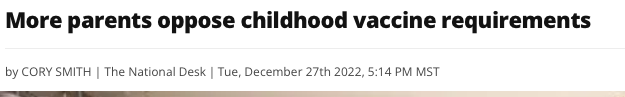 More parents oppose childhood vaccine requirements
by CORY SMITH | The National Desk | Tue, December 27th 2022, 5:14 PM MST